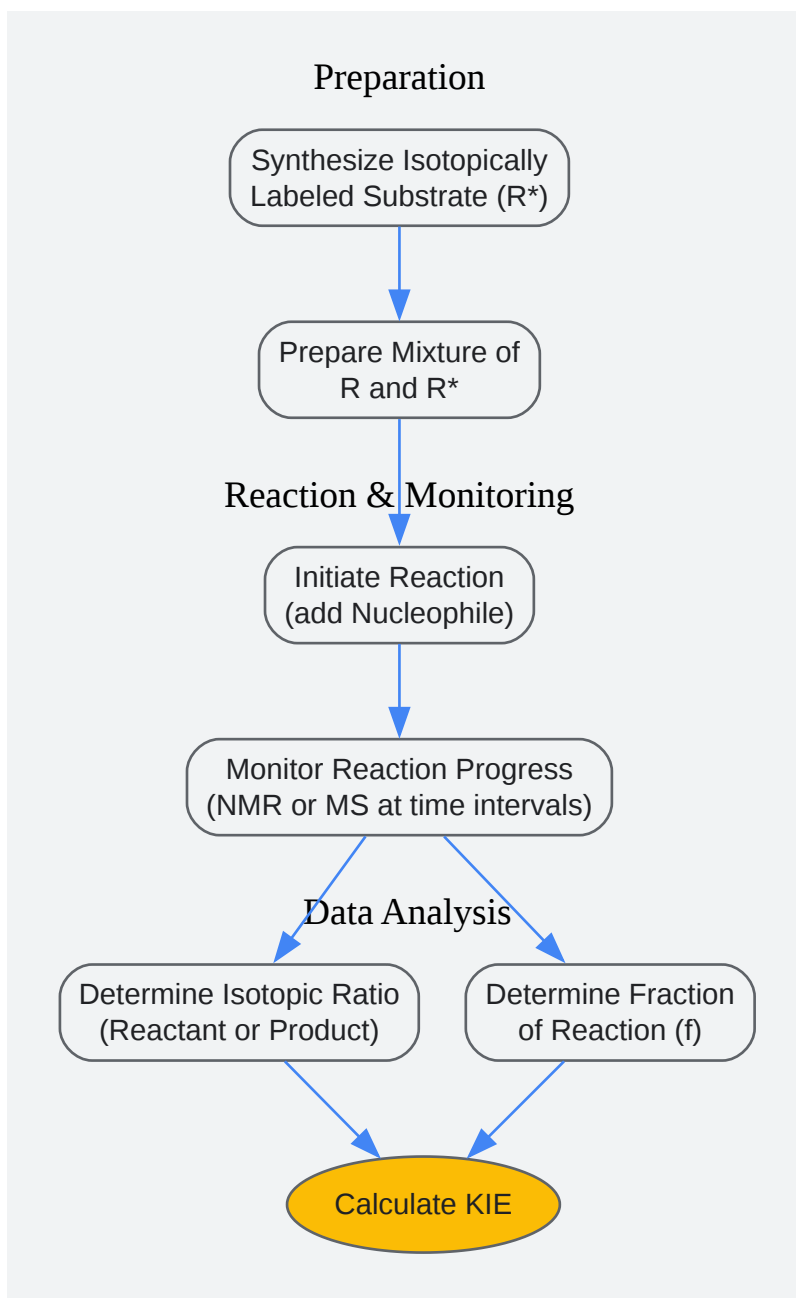 Preparation
Synthesize Isotopically
Labeled Substrate (R*)
Prepare Mixture of
R and R*
Reaction & Monitoring
Initiate Reaction
(add Nucleophile)
Monitor Reaction Progress
(NMR or MS at time intervals)
Data Analysis
Determine Isotopic Ratio
(Reactant or Product)
Determine Fraction
of Reaction (f)
Calculate KIE